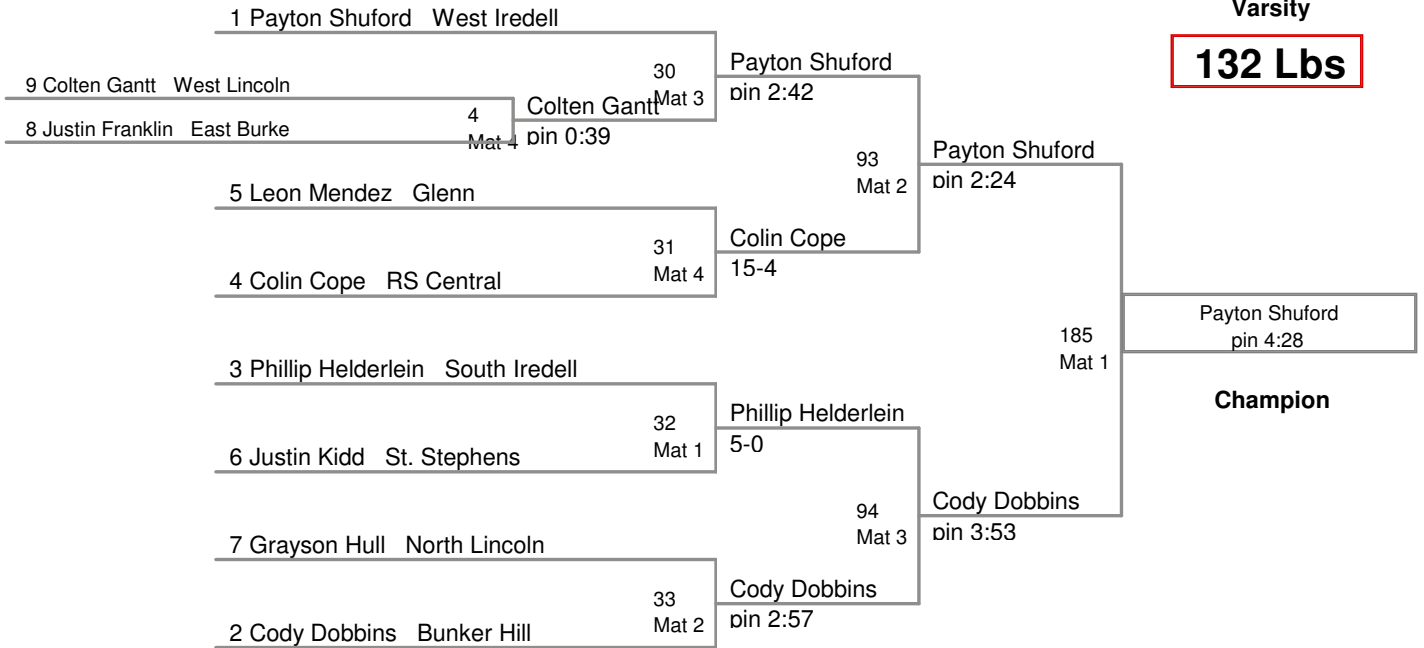 Varsity
132 Lbs
1 Payton Shuford West Iredell
9 Colten Gantt West Lincoln
8 Justin Franklin East Burke
4
Mat 4
Colten Gantt
pin 0:39
30
Mat 3
Payton Shuford
pin 2:42
5 Leon Mendez Glenn
4 Colin Cope RS Central
31
Mat 4
Colin Cope
15-4
93
Mat 2
Payton Shuford
pin 2:24
3 Phillip Helderlein South Iredell
6 Justin Kidd St. Stephens
32
Mat 1
Phillip Helderlein
5-0
7 Grayson Hull North Lincoln
2 Cody Dobbins Bunker Hill
33
Mat 2
Cody Dobbins
pin 2:57
94
Mat 3
Cody Dobbins
pin 3:53
185
Mat 1
Payton Shuford
pin 4:28
Champion